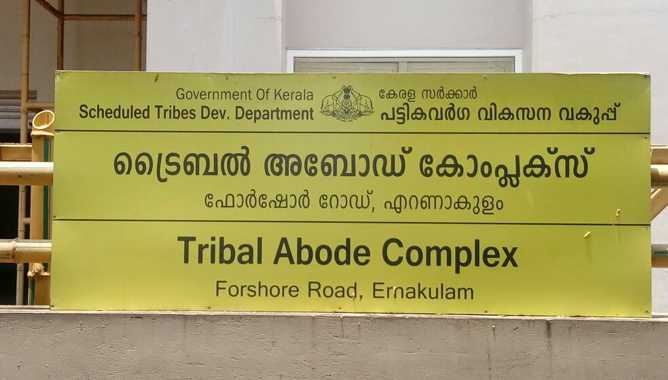 Government Of Kerala
Scheduled Tribes Dev. Department
കേരള സർക്കാർ
പട്ടികവർഗ വികസന വകുപ്പ്
ട്രൈബൽ അബോഡ് കോംപ്ലക്സ്
ഫോർഷോർ റോഡ്, എറണാകുളം
Tribal Abode Complex
Forshore Road, Ernakulam